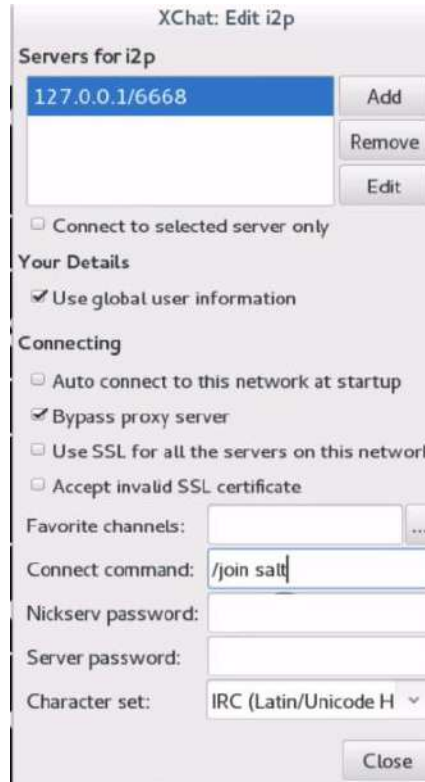 XChat: Edit i2p
Servers for i2p
127.0.0.1/6668
Add
Remove
Edit
Connect to selected server only
Your Details
Use global user information
Connecting
Auto connect to this network at startup
Bypass proxy server
Use SSL for all the servers on this network
Accept invalid SSL certificate
Favorite channels:
...
Connect command: /join salt
Nickserv password:
Server password:
Character set: IRC (Latin/Unicode H
Close